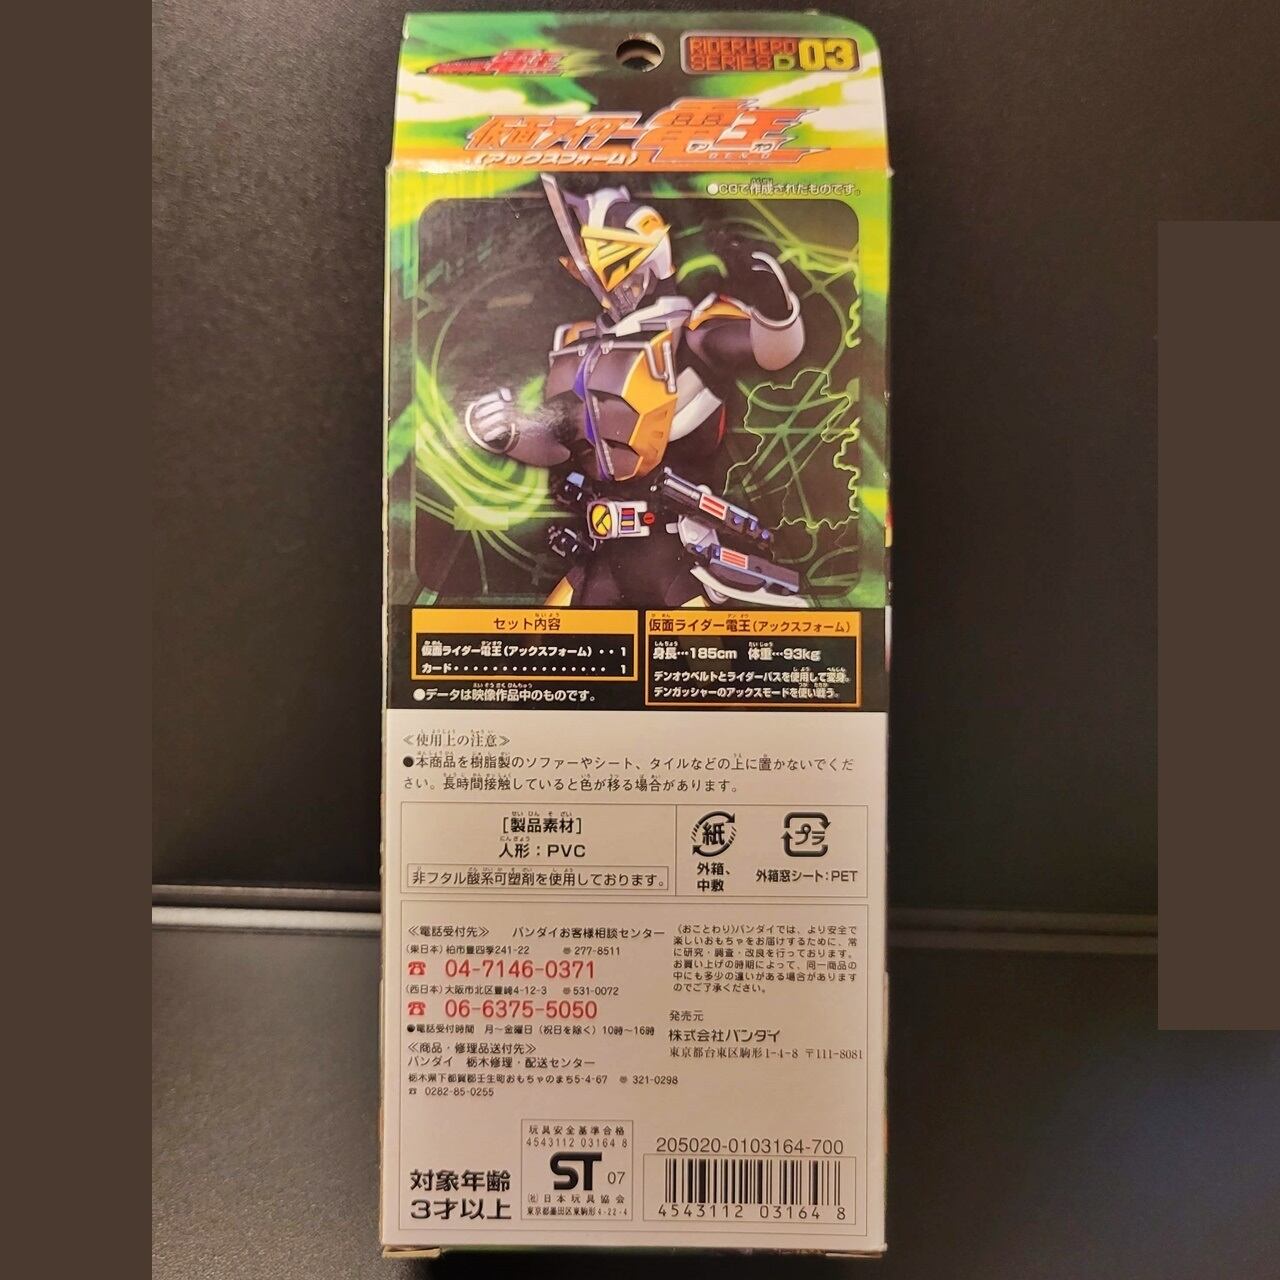 電王
RIDER HERO
SERIES D 03
仮面ライダー電王
デンオウ
DEN-O
(アックスフォーム)
●CGで作成されたものです。
セット内容
仮面ライダー電王(アックスフォーム)・・1
カード・・・・・・・・・・・・・・・・1
●データは映像作品中のものです。
仮面ライダー電王(アックスフォーム)
身長…185cm 体重…93kg
デンオウベルトとライダーパスを使用して変身。
デンガッシャーのアックスモードを使い戦う。
≪使用上の注意≫
●本商品を樹脂製のソファーやシート、タイルなどの上に置かないでくだ
さい。長時間接触していると色が移る場合があります。
[製品素材]
人形:PVC
非フタル酸系可塑剤を使用しております。
紙
外箱、
中敷
プラ
外箱窓シート:PET
≪電話受付先≫ バンダイお客様相談センター
(東日本)柏市豊四季241-22 〒277-8511
☎ 04-7146-0371
(西日本)大阪市北区豊崎4-12-3 〒531-0072
☎ 06-6375-5050
●電話受付時間 月~金曜日(祝日を除く)10時~16時
≪商品・修理品送付先≫
バンダイ 栃木修理・配送センター
栃木県下都賀郡壬生町おもちゃのまち5-4-67 〒321-0298
☎ 0282-85-0255
(おことわり)バンダイでは、より安全で
楽しいおもちゃをお届けするために、常
に研究・調査・改良を行っております。
お買い上げの時期によって、同一商品の
中にも多少の違いがある場合があります
のでご了承ください。
発売元
株式会社バンダイ
東京都台東区駒形1-4-8 〒111-8081
対象年齢
3才以上
玩具安全基準合格
4543112 03164 8
ST 07
(社)日本玩具協会
東京都墨田区東駒形4-22-4
205020-0103164-700
4543112 03164 8